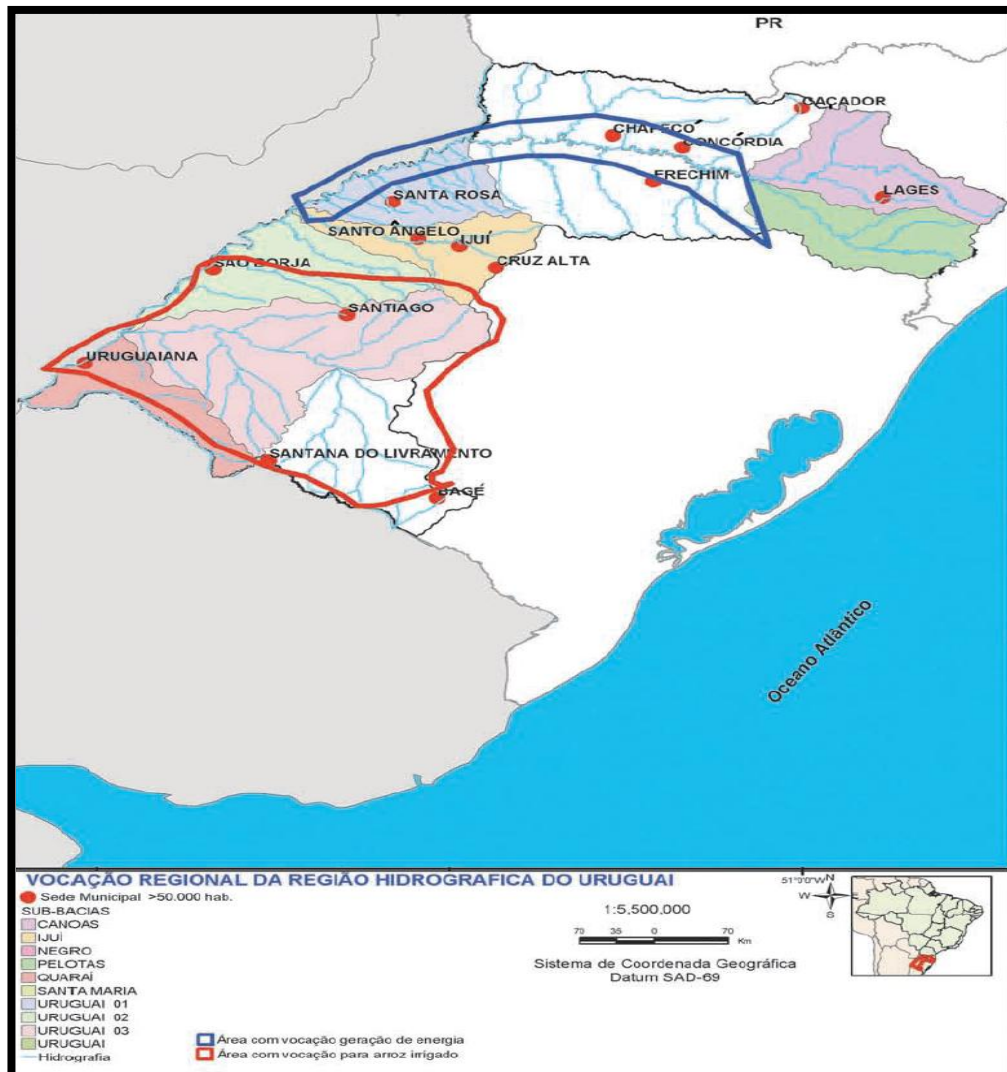 PR
CAÇADOR
CHAPECÓ
CONCÓRDIA
ERECHIM
LAGES
SANTA ROSA
SANTO ÂNGELO
IJUÍ
CRUZ ALTA
SÃO BORJA
SANTIAGO
URUGUAIANA
SANTANA DO LIVRAMENTO
BAGÉ
Oceano Atlântico
VOCAÇÃO REGIONAL DA REGIÃO HIDROGRAFICA DO URUGUAI
Sede Municipal >50.000 hab.
SUB-BACIAS
CANOAS
IJUÍ
NEGRO
PELOTAS
QUARAÍ
SANTA MARIA
URUGUAI 01
URUGUAI 02
URUGUAI 03
URUGUAI
Hidrografia
Área com vocação geração de energia
Área com vocação para arroz irrigado
1:5,500,000
70 35 0 70
Km
Sistema de Coordenada Geográfica
Datum SAD-69
51°0'0"W
N
W E
S